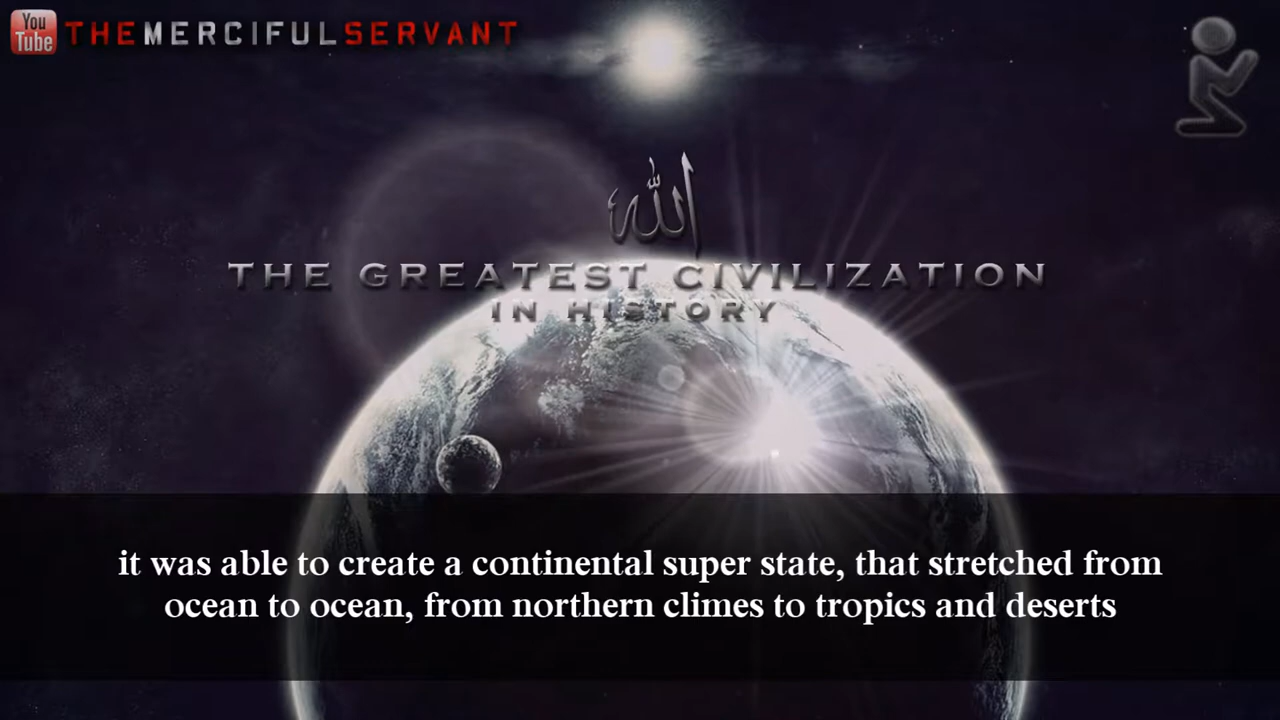 You
Tube
THEMERCIFULSERVANT
الله
THE GREATEST CIVILIZATION
IN HISTORY
it was able to create a continental super state, that stretched from
ocean to ocean, from northern climes to tropics and deserts